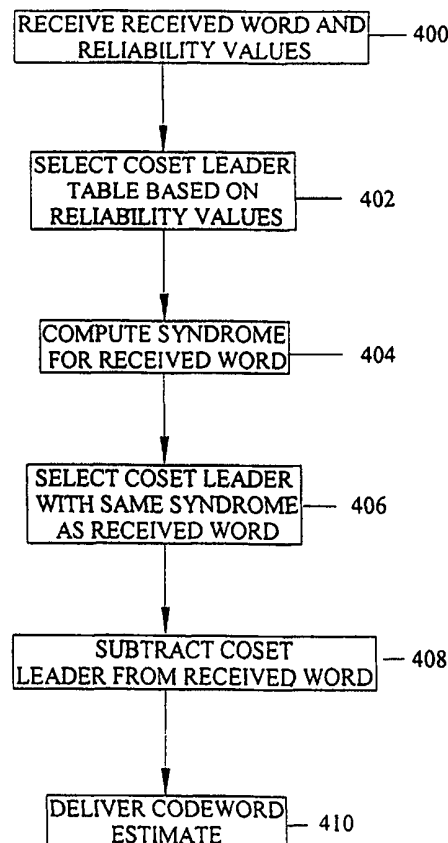 RECEIVE RECEIVED WORD AND
RELIABILITY VALUES
400
SELECT COSET LEADER
TABLE BASED ON
RELIABILITY VALUES
402
COMPUTE SYNDROME
FOR RECEIVED WORD
404
SELECT COSET LEADER
WITH SAME SYNDROME
AS RECEIVED WORD
406
SUBTRACT COSET
LEADER FROM RECEIVED WORD
408
DELIVER CODEWORD
ESTIMATE
410